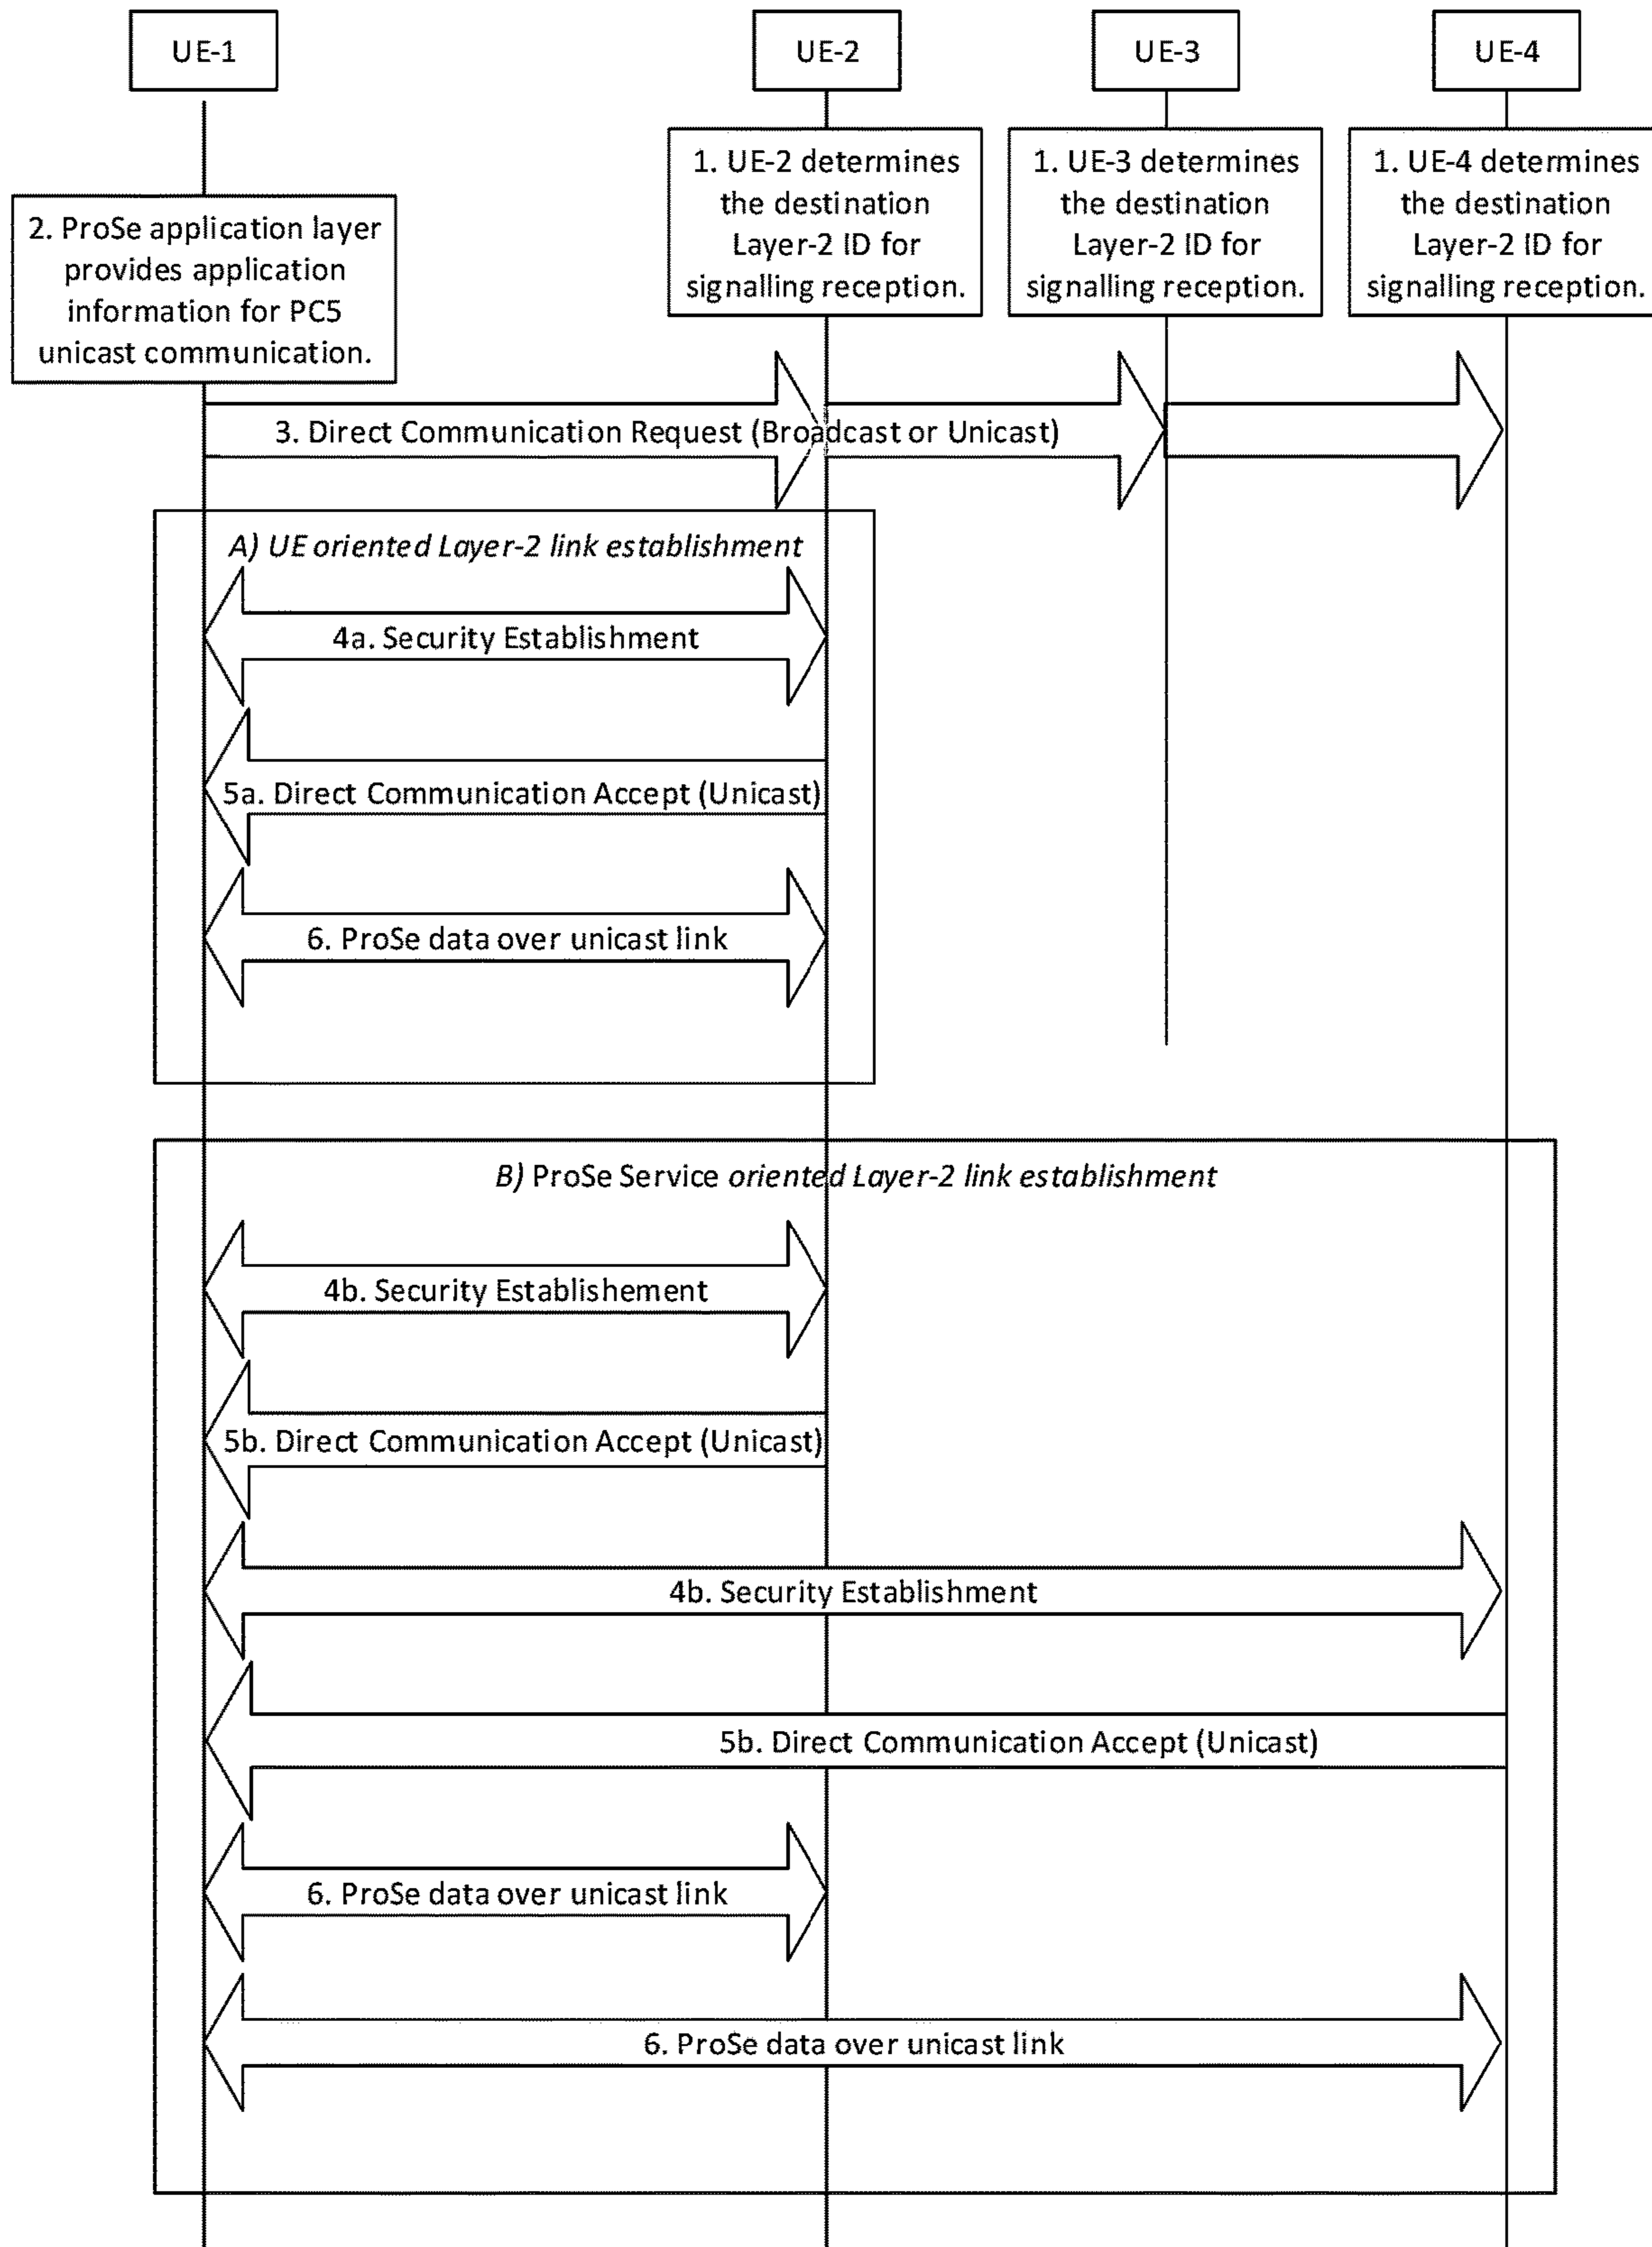 UE-1
UE-2
UE-3
UE-4
1. UE-2 determines
the destination
Layer-2 ID for
signalling reception.
1. UE-3 determines
the destination
Layer-2 ID for
signalling reception.
1. UE-4 determines
the destination
Layer-2 ID for
signalling reception.
2. ProSe application layer
provides application
information for PC5
unicast communication.
3. Direct Communication Request (Broadcast or Unicast)
A) UE oriented Layer-2 link establishment
4a. Security Establishment
5a. Direct Communication Accept (Unicast)
6. ProSe data over unicast link
B) ProSe Service oriented Layer-2 link establishment
4b. Security Establishement
5b. Direct Communication Accept (Unicast)
4b. Security Establishment
5b. Direct Communication Accept (Unicast)
6. ProSe data over unicast link
6. ProSe data over unicast link